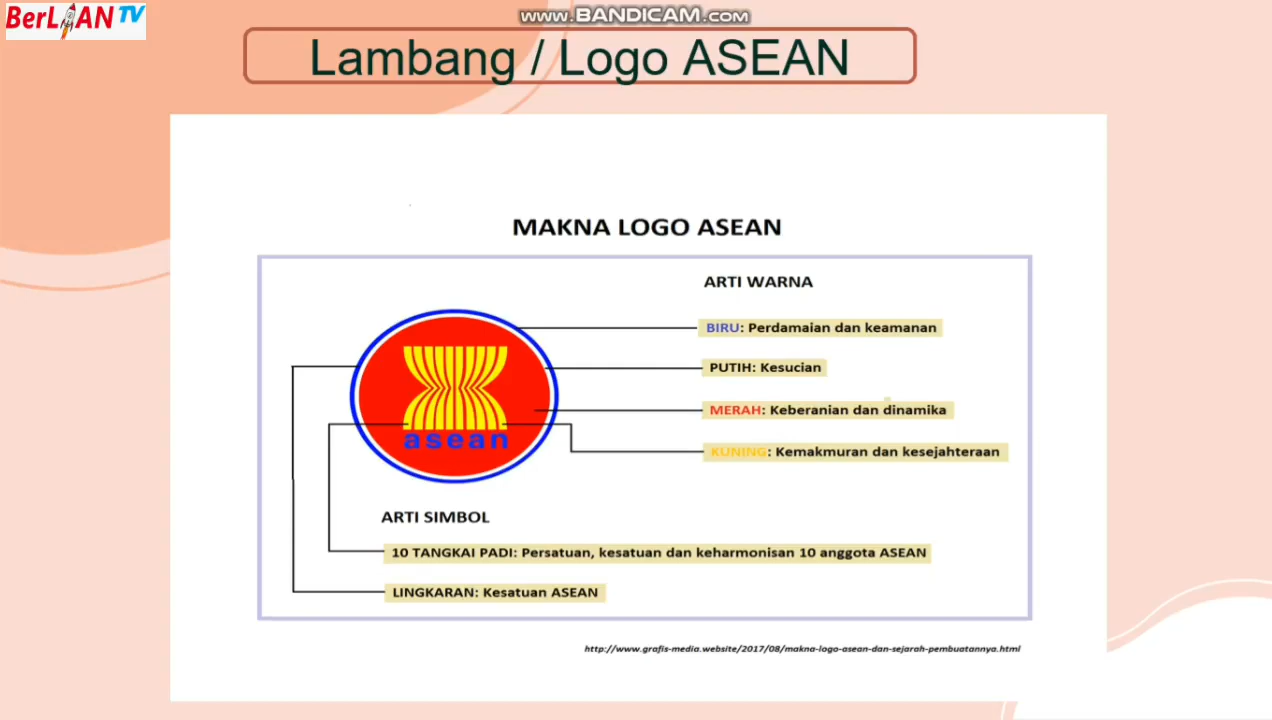 BerLIAN TV
www.BANDICAM.com
Lambang / Logo ASEAN
MAKNA LOGO ASEAN
ARTI WARNA
BIRU: Perdamaian dan keamanan
PUTIH: Kesucian
MERAH: Keberanian dan dinamika
KUNING: Kemakmuran dan kesejahteraan
asean
ARTI SIMBOL
10 TANGKAI PADI: Persatuan, kesatuan dan keharmonisan 10 anggota ASEAN
LINGKARAN: Kesatuan ASEAN
http://www.grafis-media.website/2017/08/makna-logo-asean-dan-sejarah-pembuatannya.html